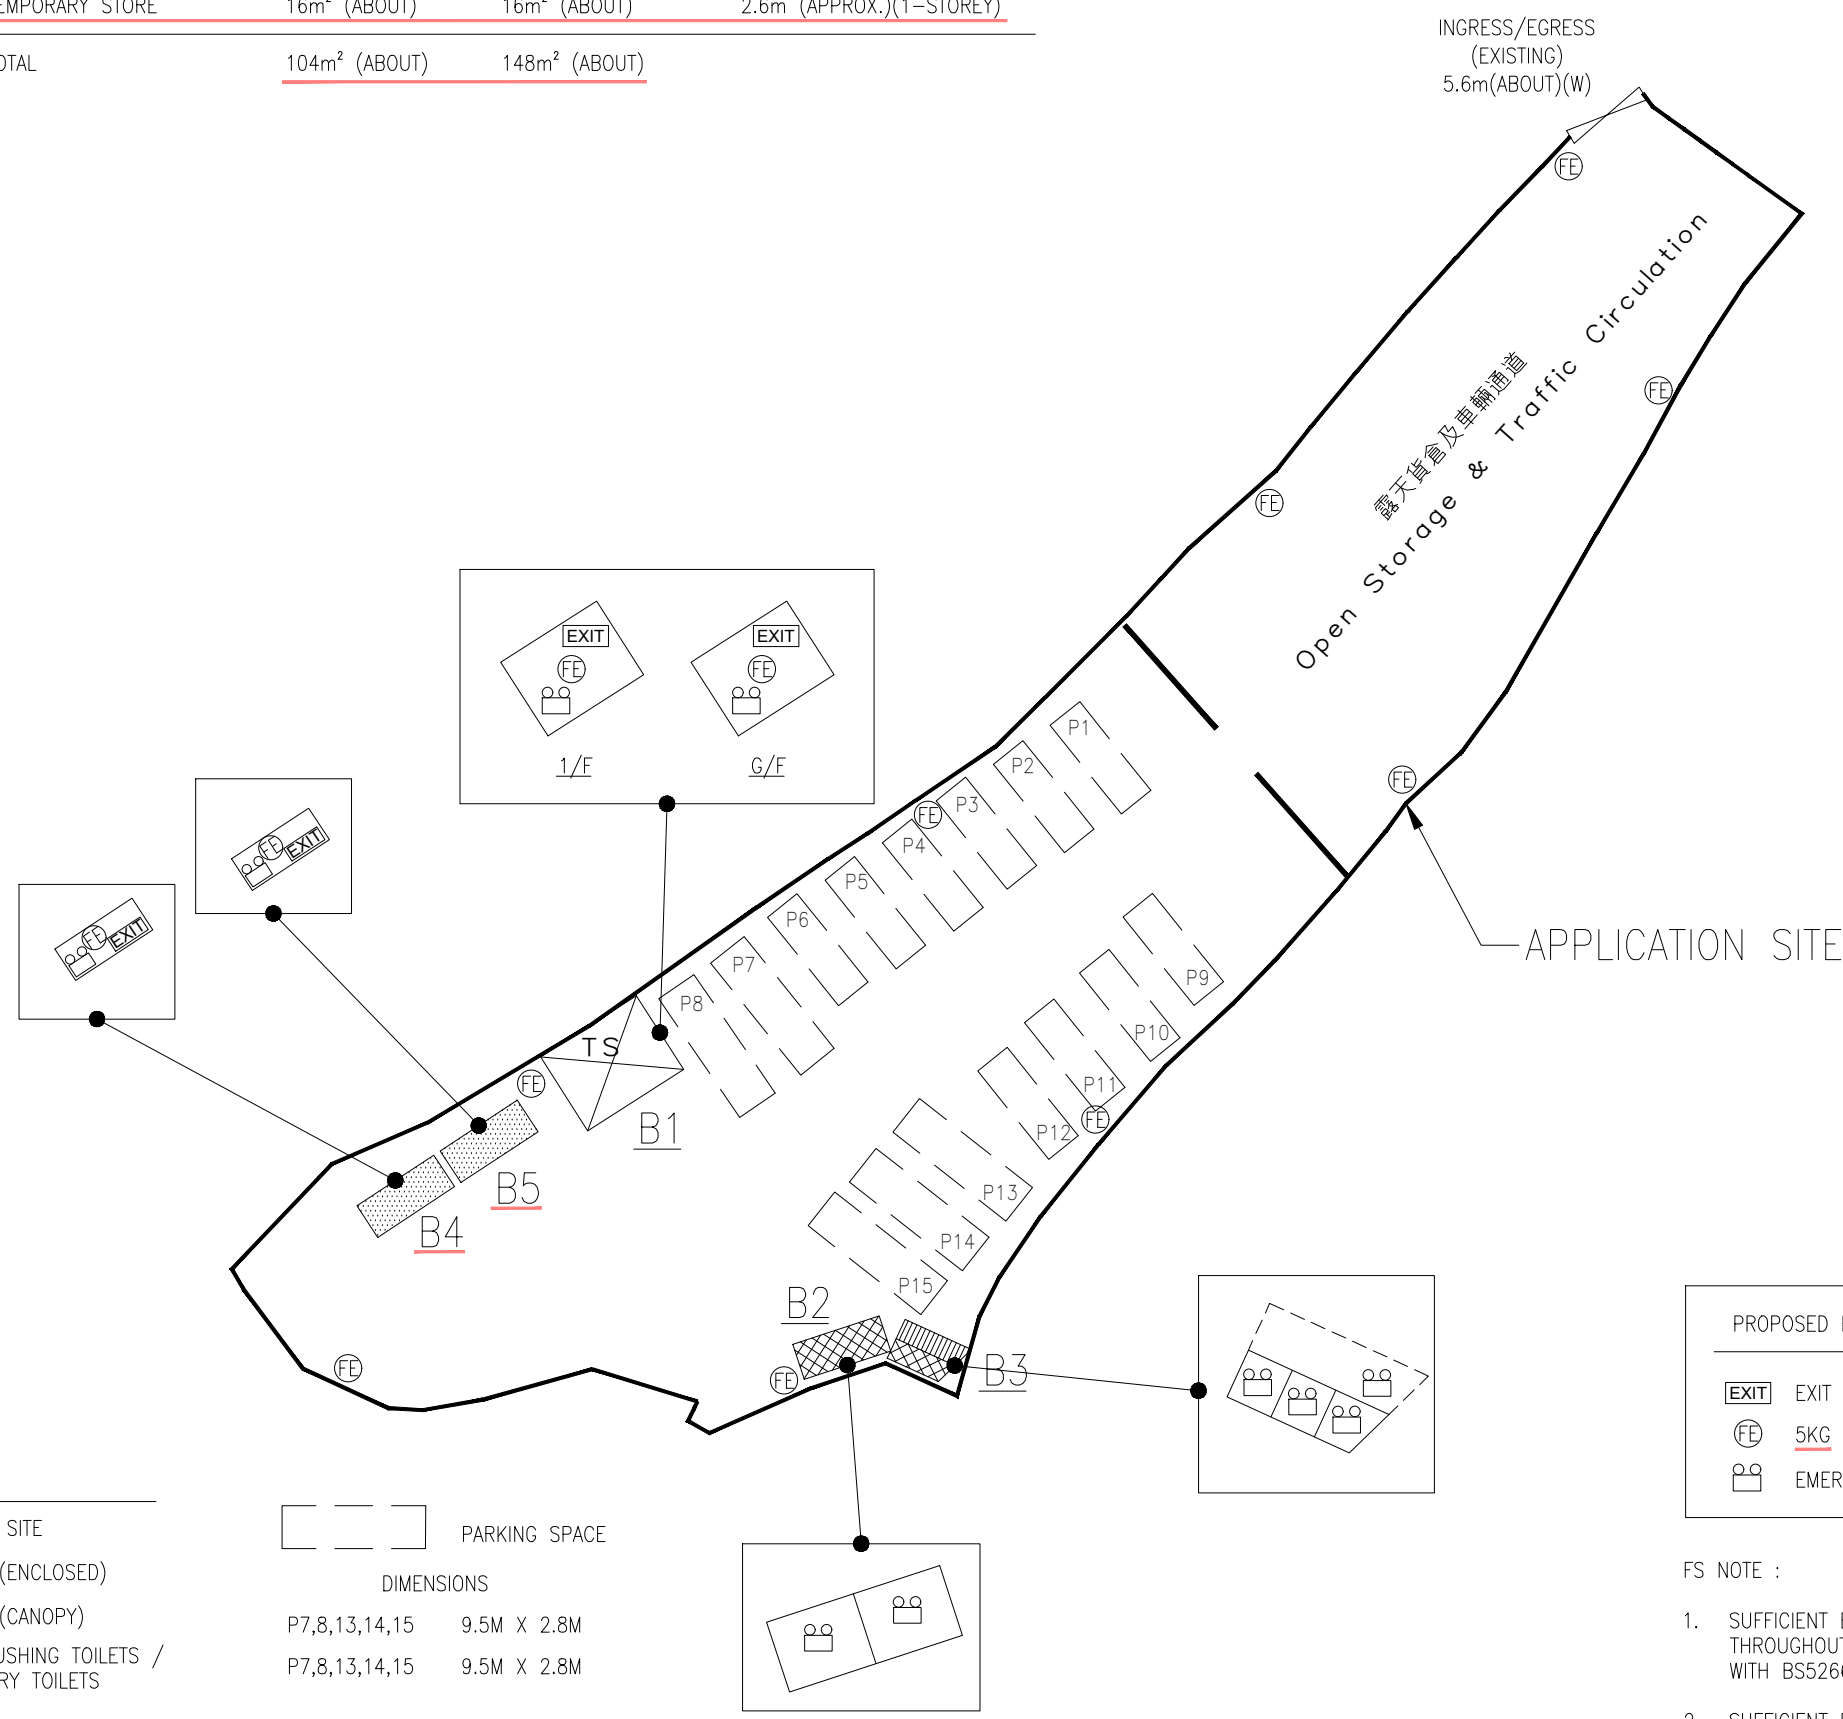 EMPORARY STORE 16m² (ABOUT) 16m² (ABOUT) 2.6m (APPROX.)(1-STOREY)
OTAL 104m² (ABOUT) 148m² (ABOUT)
INGRESS/EGRESS
(EXISTING)
5.6m(ABOUT)(W)
FE
FE
FE
露天貨倉及車輛通道
Open Storage & Traffic Circulation
EXIT
FE
1/F
EXIT
FE
G/F
P1
P2
P3
FE
P4
P5
P6
P7
P8
FE
APPLICATION SITE
FE
EXIT
FE
EXIT
TS
FE
B1
B5
B4
P9
P10
P11
FE
P12
P13
P14
P15
B2
B3
FE
FE
PROPOSED
EXIT EXIT
FE 5KG
EMER
SITE
(ENCLOSED)
(CANOPY)
USHING TOILETS /
RY TOILETS
PARKING SPACE
DIMENSIONS
P7,8,13,14,15 9.5M X 2.8M
P7,8,13,14,15 9.5M X 2.8M
FS NOTE :
1. SUFFICIENT
THROUGHOUT
WITH BS526
SUFFICIENT